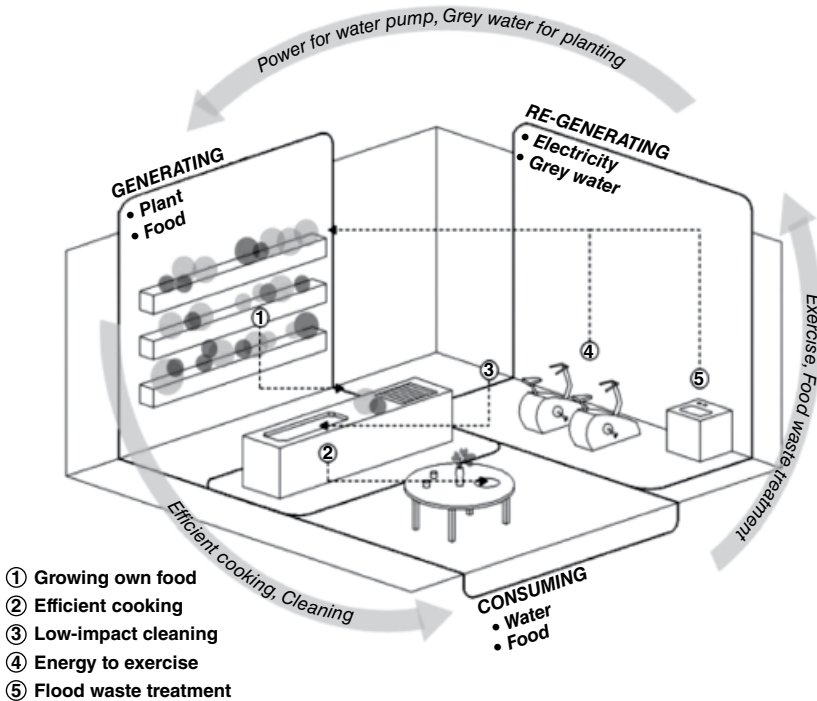 Power for water pump, Grey water for planting
GENERATING
• Plant
• Food
RE-GENERATING
• Electricity
• Grey water
Exercise, Food waste treatment
1
3
4
5
2
Efficient cooking, Cleaning
CONSUMING
• Water
• Food
1 Growing own food
2 Efficient cooking
3 Low-impact cleaning
4 Energy to exercise
5 Flood waste treatment